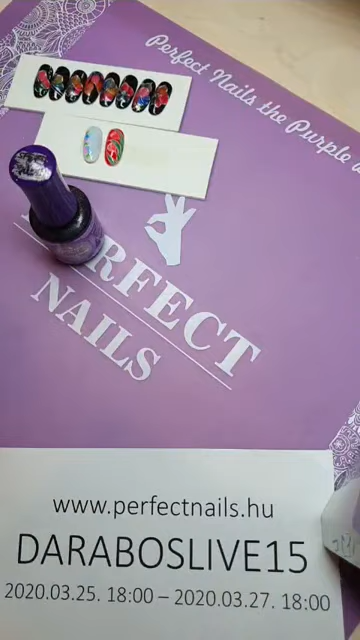 Perfect Nails the Purple
PERFECT
NAILS
www.perfectnails.hu
DARABOSLIVE15
2020.03.25. 18:00 – 2020.03.27. 18:00